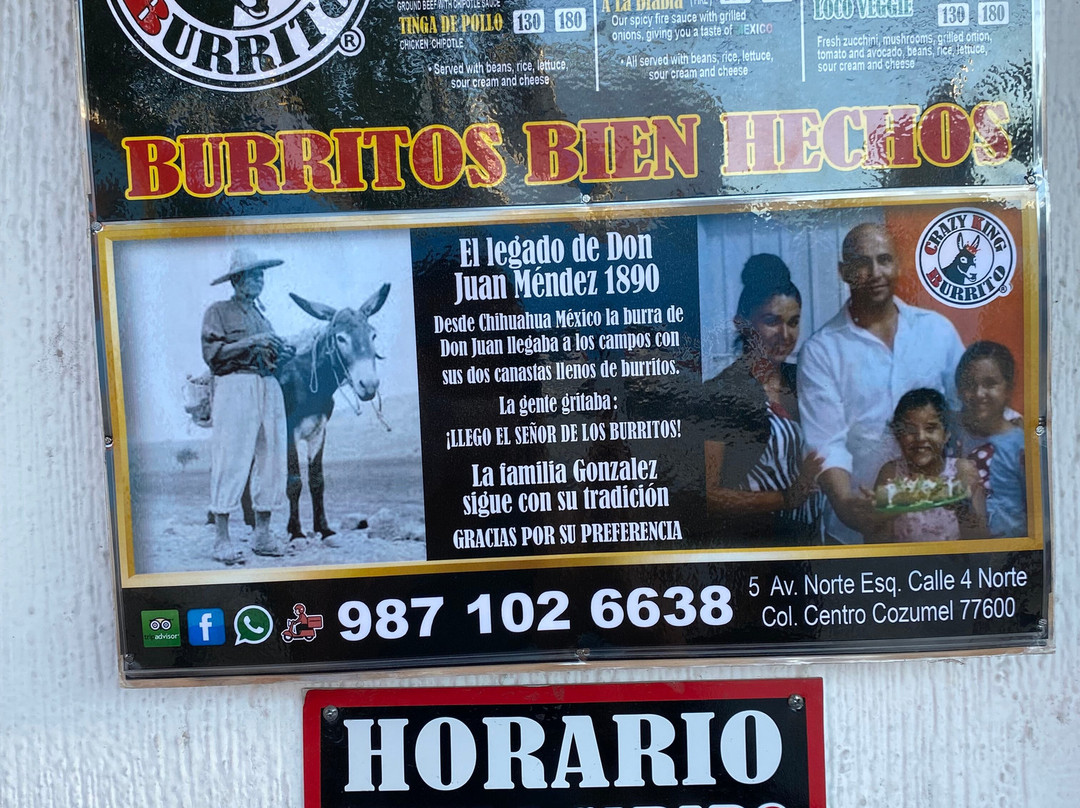 BURRITO
®
GROUND BEEF WITH CHIPOTLE SAUCE
TINGA DE POLLO 130 180
CHICKEN CHIPOTLE
• Served with beans, rice, lettuce,
sour cream and cheese
A La Diabla
Our spicy fire sauce with grilled
onions, giving you a taste of MEXICO
• All served with beans, rice, lettuce,
sour cream and cheese
LOCO VEGGIE 130 180
Fresh zucchini, mushrooms, grilled onion,
tomato and avocado, beans, rice, lettuce,
sour cream and cheese
BURRITOS BIEN HECHOS
El legado de Don
Juan Méndez 1890
Desde Chihuahua México la burra de
Don Juan llegaba a los campos con
sus dos canastas llenos de burritos.
La gente gritaba:
¡LLEGO EL SEÑOR DE LOS BURRITOS!
La familia Gonzalez
sigue con su tradición
GRACIAS POR SU PREFERENCIA
CRAZY KING
BURRITO
®
tripadvisor
987 102 6638
5 Av. Norte Esq. Calle 4 Norte
Col. Centro Cozumel 77600
HORARIO